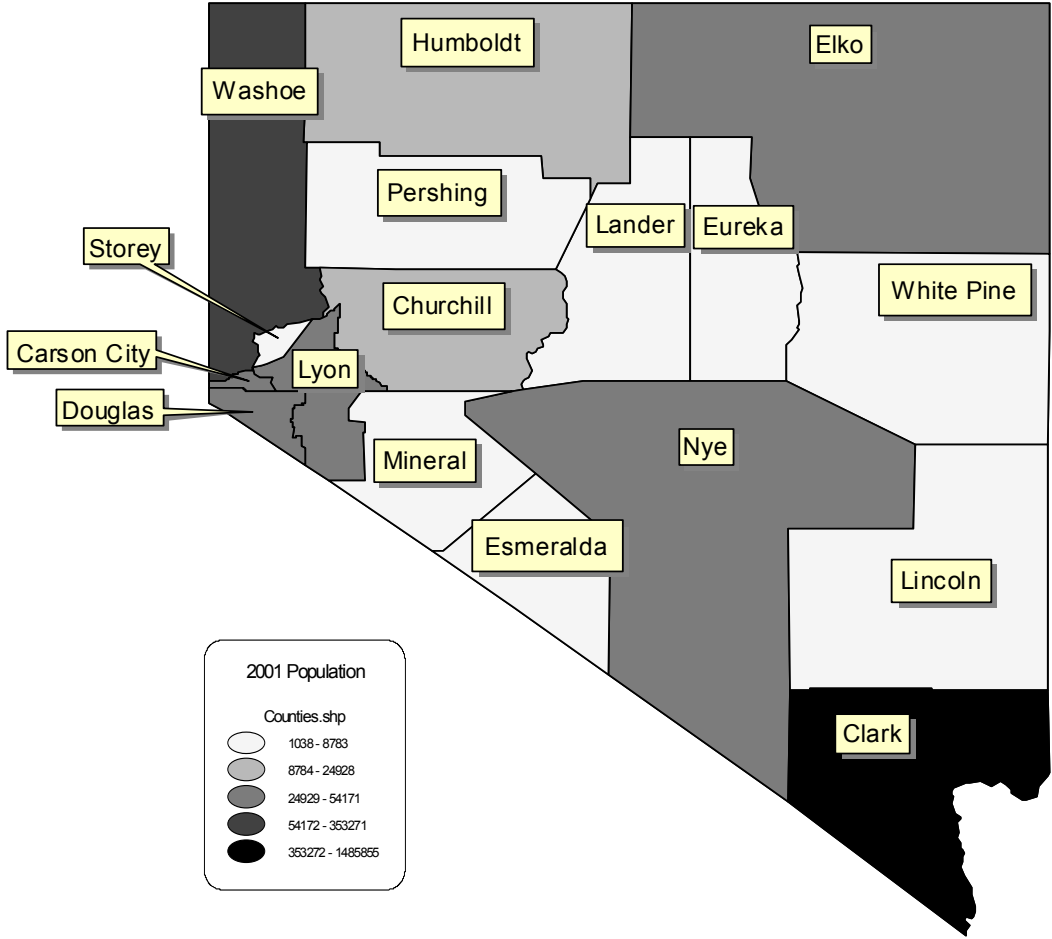 Humboldt
Elko
Washoe
Pershing
Lander
Eureka
Storey
White Pine
Churchill
Carson City
Lyon
Douglas
Nye
Mineral
Esmeralda
Lincoln
Clark
2001 Population
Counties.shp
1038 - 8783
8784 - 24928
24929 - 54171
54172 - 353271
353272 - 1485855